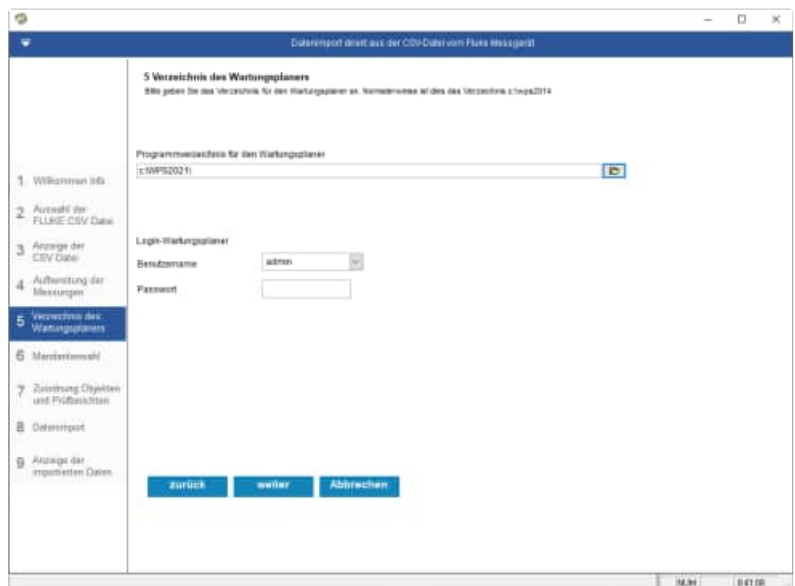 Datenimport direkt aus der CSV-Datei vom Fluke Messgerät
5 Verzeichnis des Wartungsplaners
Bitte geben Sie das Verzeichnis für den Wartungsplaner an. Normalerweise ist dies das Verzeichnis c:\wps2014
Programmverzeichnis für den Wartungsplaner
c:\WPS2021\
1 Willkommen Info
2 Auswahl der
FLUKE CSV Datei
3 Anzeige der
CSV Datei
4 Aufbereitung der
Messungen
5 Verzeichnis des
Wartungsplaners
6 Mandantenwahl
7 Zuordnung Objekten
und Prüfberichten
8 Datenimport
9 Anzeige der
importierten Daten
Login-Wartungsplaner
Benutzername
admin
Passwort
zurück
weiter
Abbrechen
NUM